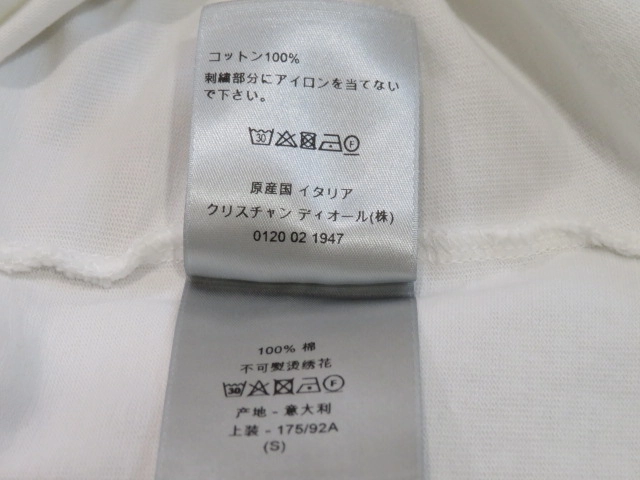 コットン100%
刺繍部分にアイロンを当てない
で下さい。
30 F
原産国 イタリア
クリスチャン ディオール(株)
0120 02 1947
100% 棉
不可熨烫绣花
30 F
产地 - 意大利
上装 - 175/92A
(S)